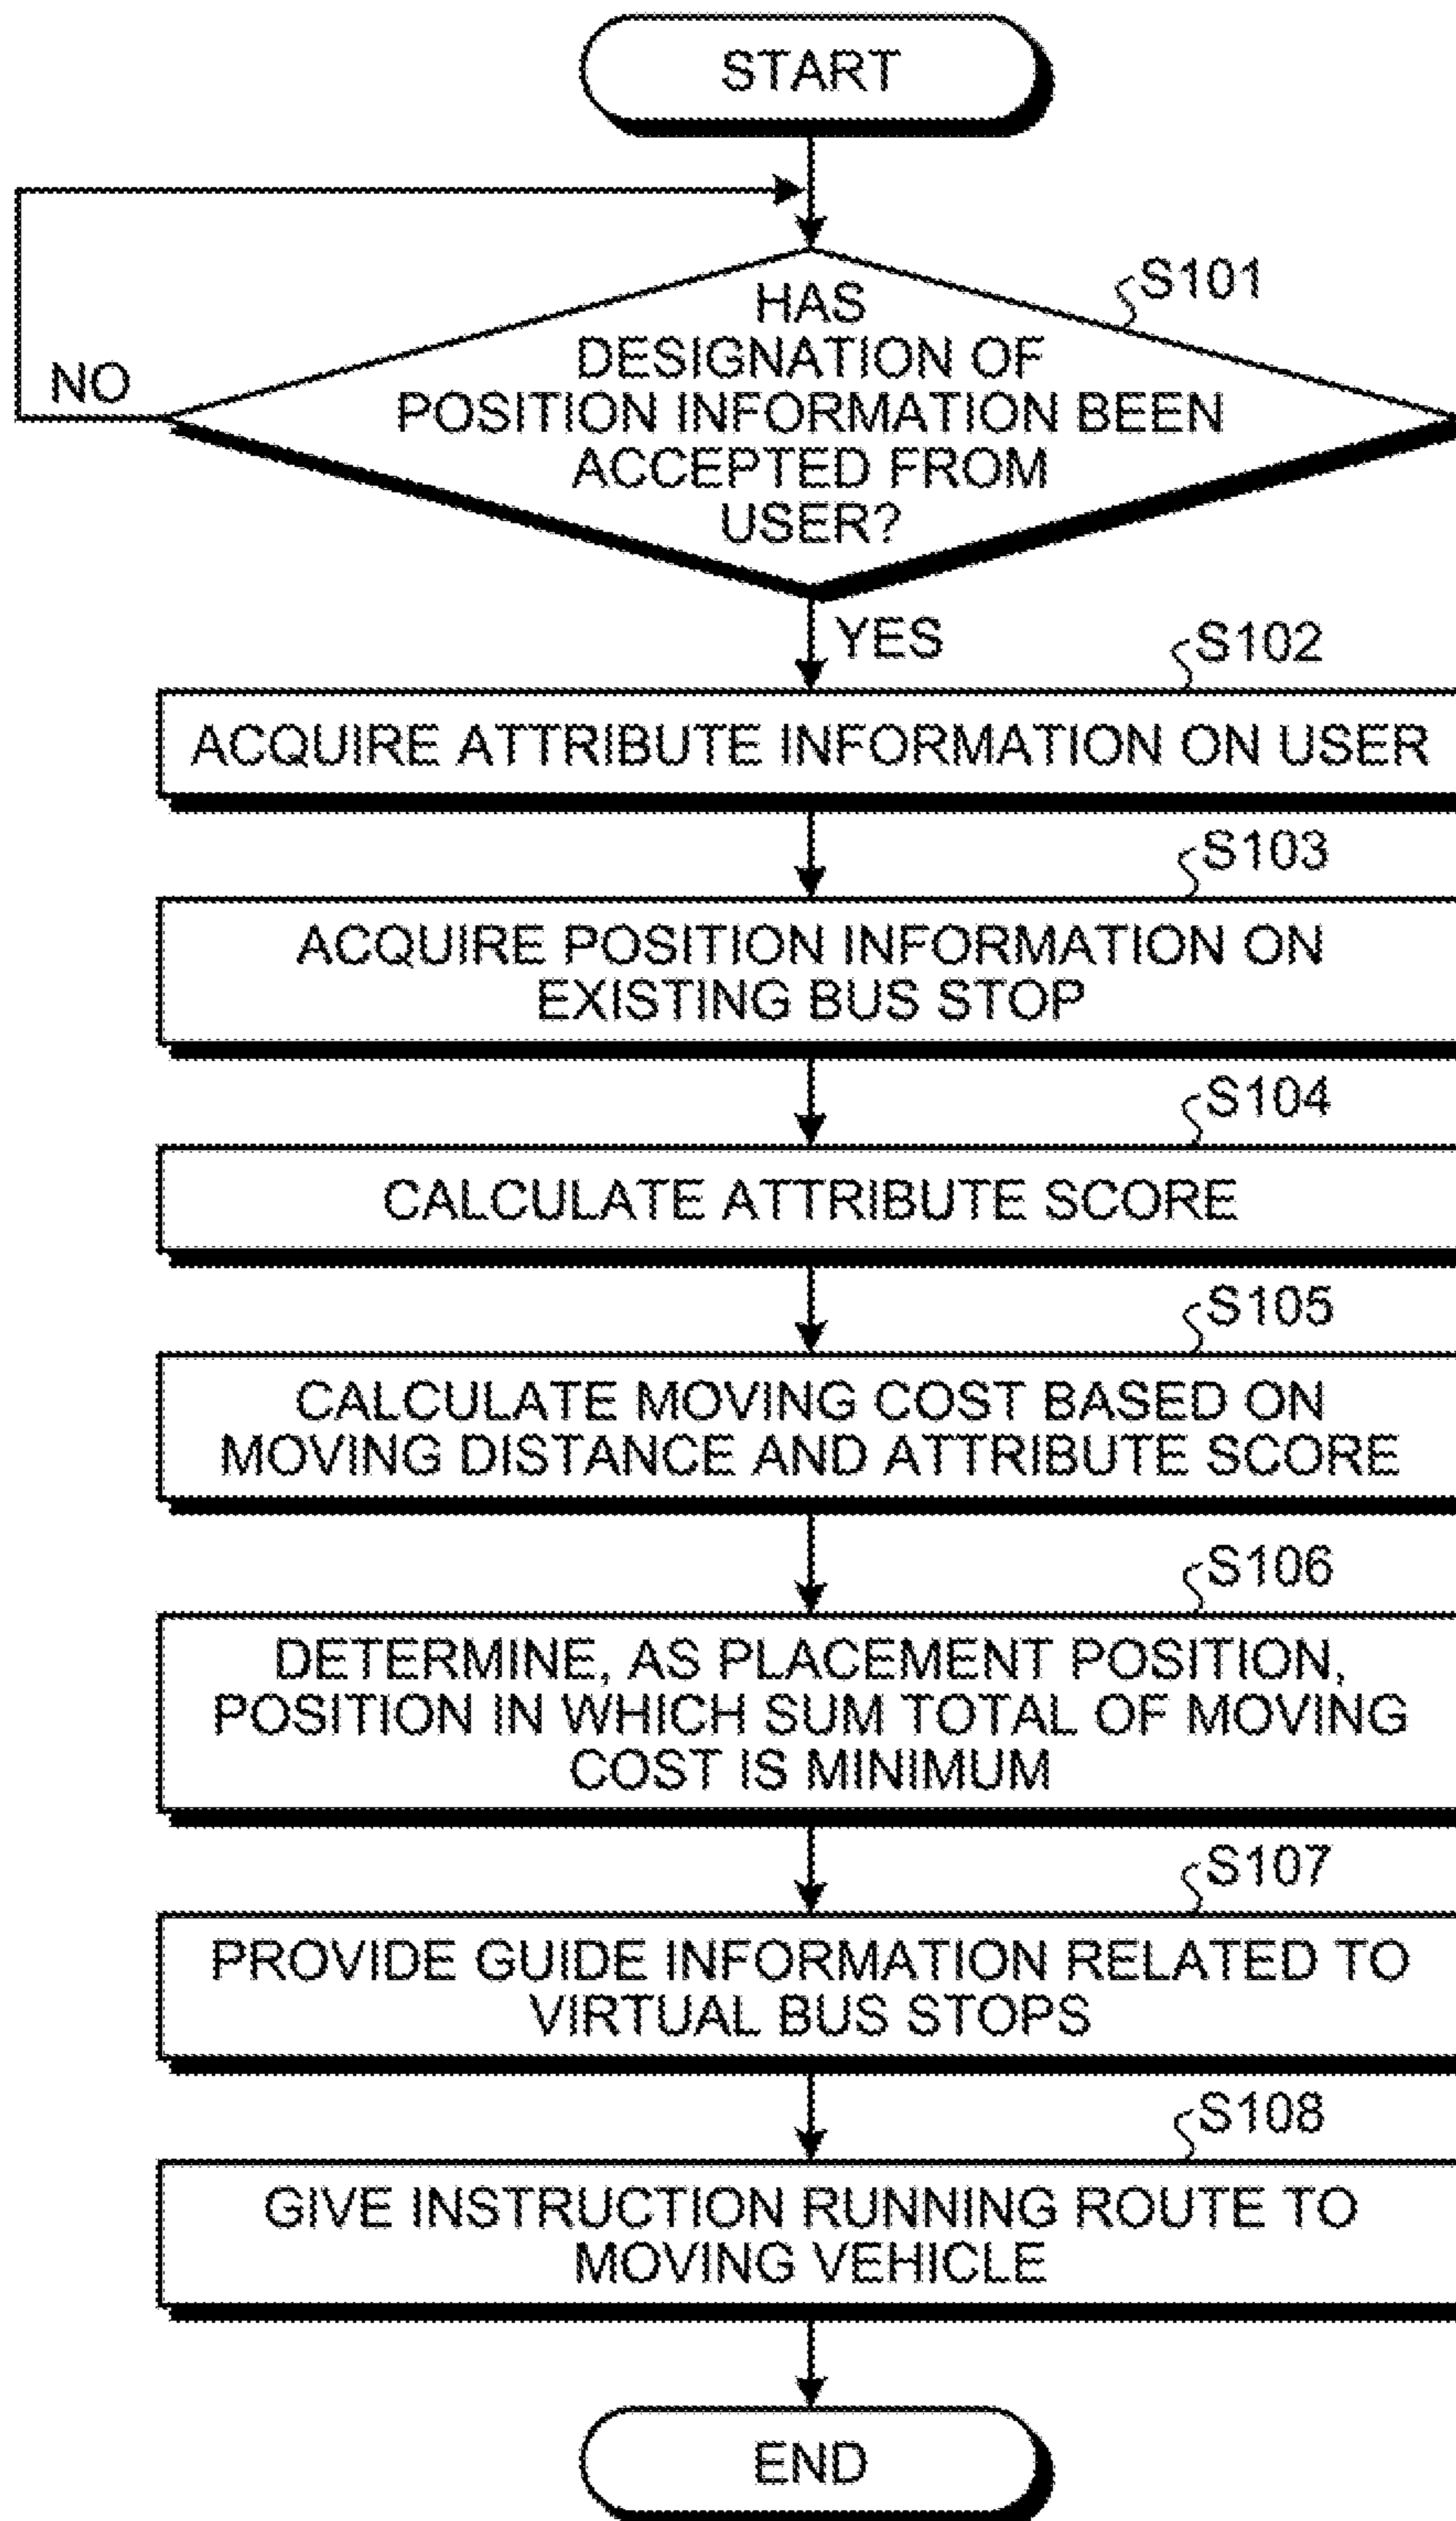 START
S101
HAS
DESIGNATION OF
POSITION INFORMATION BEEN
ACCEPTED FROM
USER?
NO
YES
S102
ACQUIRE ATTRIBUTE INFORMATION ON USER
S103
ACQUIRE POSITION INFORMATION ON
EXISTING BUS STOP
S104
CALCULATE ATTRIBUTE SCORE
S105
CALCULATE MOVING COST BASED ON
MOVING DISTANCE AND ATTRIBUTE SCORE
S106
DETERMINE, AS PLACEMENT POSITION,
POSITION IN WHICH SUM TOTAL OF MOVING
COST IS MINIMUM
S107
PROVIDE GUIDE INFORMATION RELATED TO
VIRTUAL BUS STOPS
S108
GIVE INSTRUCTION RUNNING ROUTE TO
MOVING VEHICLE
END